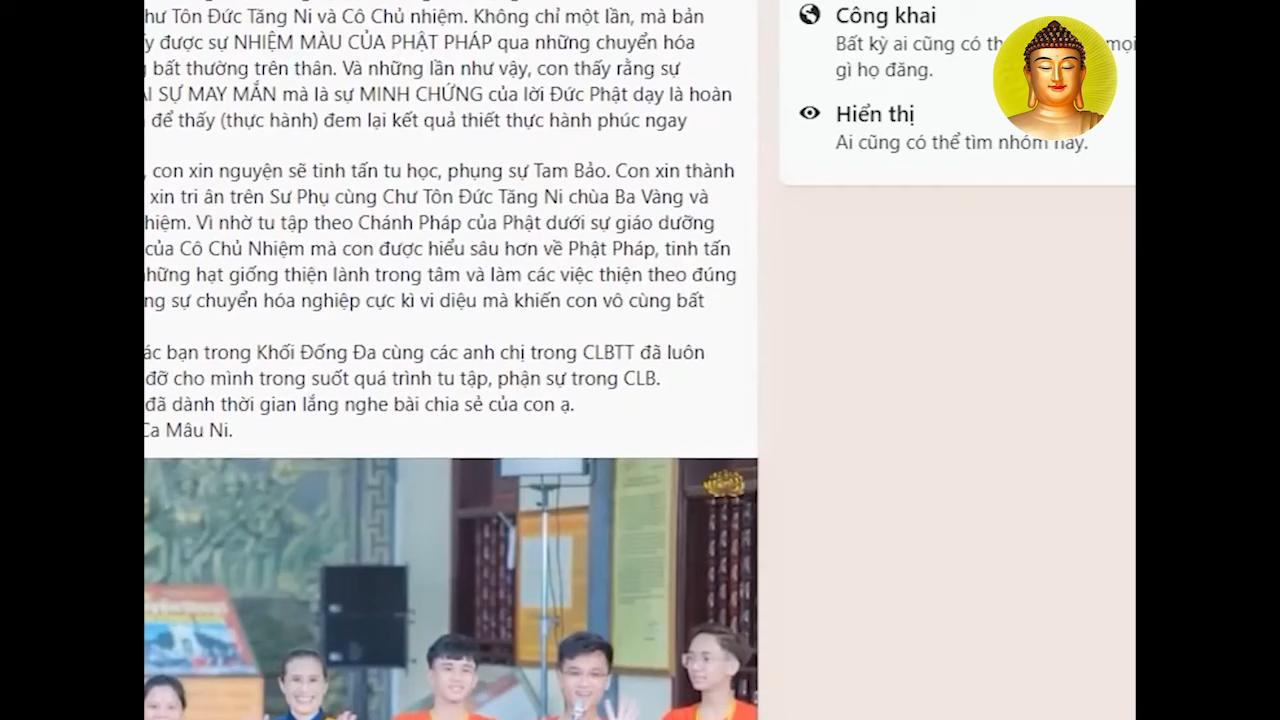 hư Tôn Đức Tăng Ni và Cô Chủ nhiệm. Không chỉ một lần, mà bản
được sự NHIỆM MÀU CỦA PHẬT PHÁP qua những chuyển hóa
bất thường trên thân. Và những lần như vậy, con thấy rằng sự
SỰ MAY MẮN mà là sự MINH CHỨNG của lời Đức Phật dạy là hoàn
để thấy (thực hành) đem lại kết quả thiết thực hành phúc ngay
, con xin nguyện sẽ tinh tấn tu học, phụng sự Tam Bảo. Con xin thành
xin tri ân trên Sư Phụ cùng Chư Tôn Đức Tăng Ni chùa Ba Vàng và
hiệm. Vì nhờ tu tập theo Chánh Pháp của Phật dưới sự giáo dưỡng
của Cô Chủ Nhiệm mà con được hiểu sâu hơn về Phật Pháp, tinh tấn
hững hạt giống thiện lành trong tâm và làm các việc thiện theo đúng
ng sự chuyển hóa nghiệp cực kì vi diệu mà khiến con vô cùng bất
ác bạn trong Khối Đống Đa cùng các anh chị trong CLBTT đã luôn
đỡ cho mình trong suốt quá trình tu tập, phận sự trong CLB.
đã dành thời gian lắng nghe bài chia sẻ của con ạ.
Ca Mâu Ni.
Công khai
Bất kỳ ai cũng có th mọi
gì họ đăng.
Hiển thị
Ai cũng có thể tìm nhóm này.